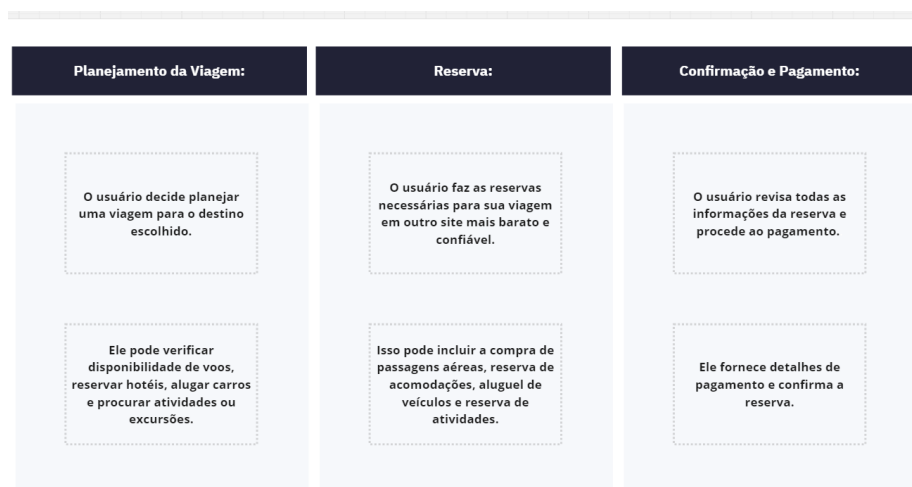 Planejamento da Viagem:
Reserva:
Confirmação e Pagamento:
O usuário decide planejar
uma viagem para o destino
escolhido.
O usuário faz as reservas
necessárias para sua viagem
em outro site mais barato e
confiável.
O usuário revisa todas as
informações da reserva e
procede ao pagamento.
Ele pode verificar
disponibilidade de voos,
reservar hotéis, alugar carros
e procurar atividades ou
excursões.
Isso pode incluir a compra de
passagens aéreas, reserva de
acomodações, aluguel de
veículos e reserva de
atividades.
Ele fornece detalhes de
pagamento e confirma a
reserva.